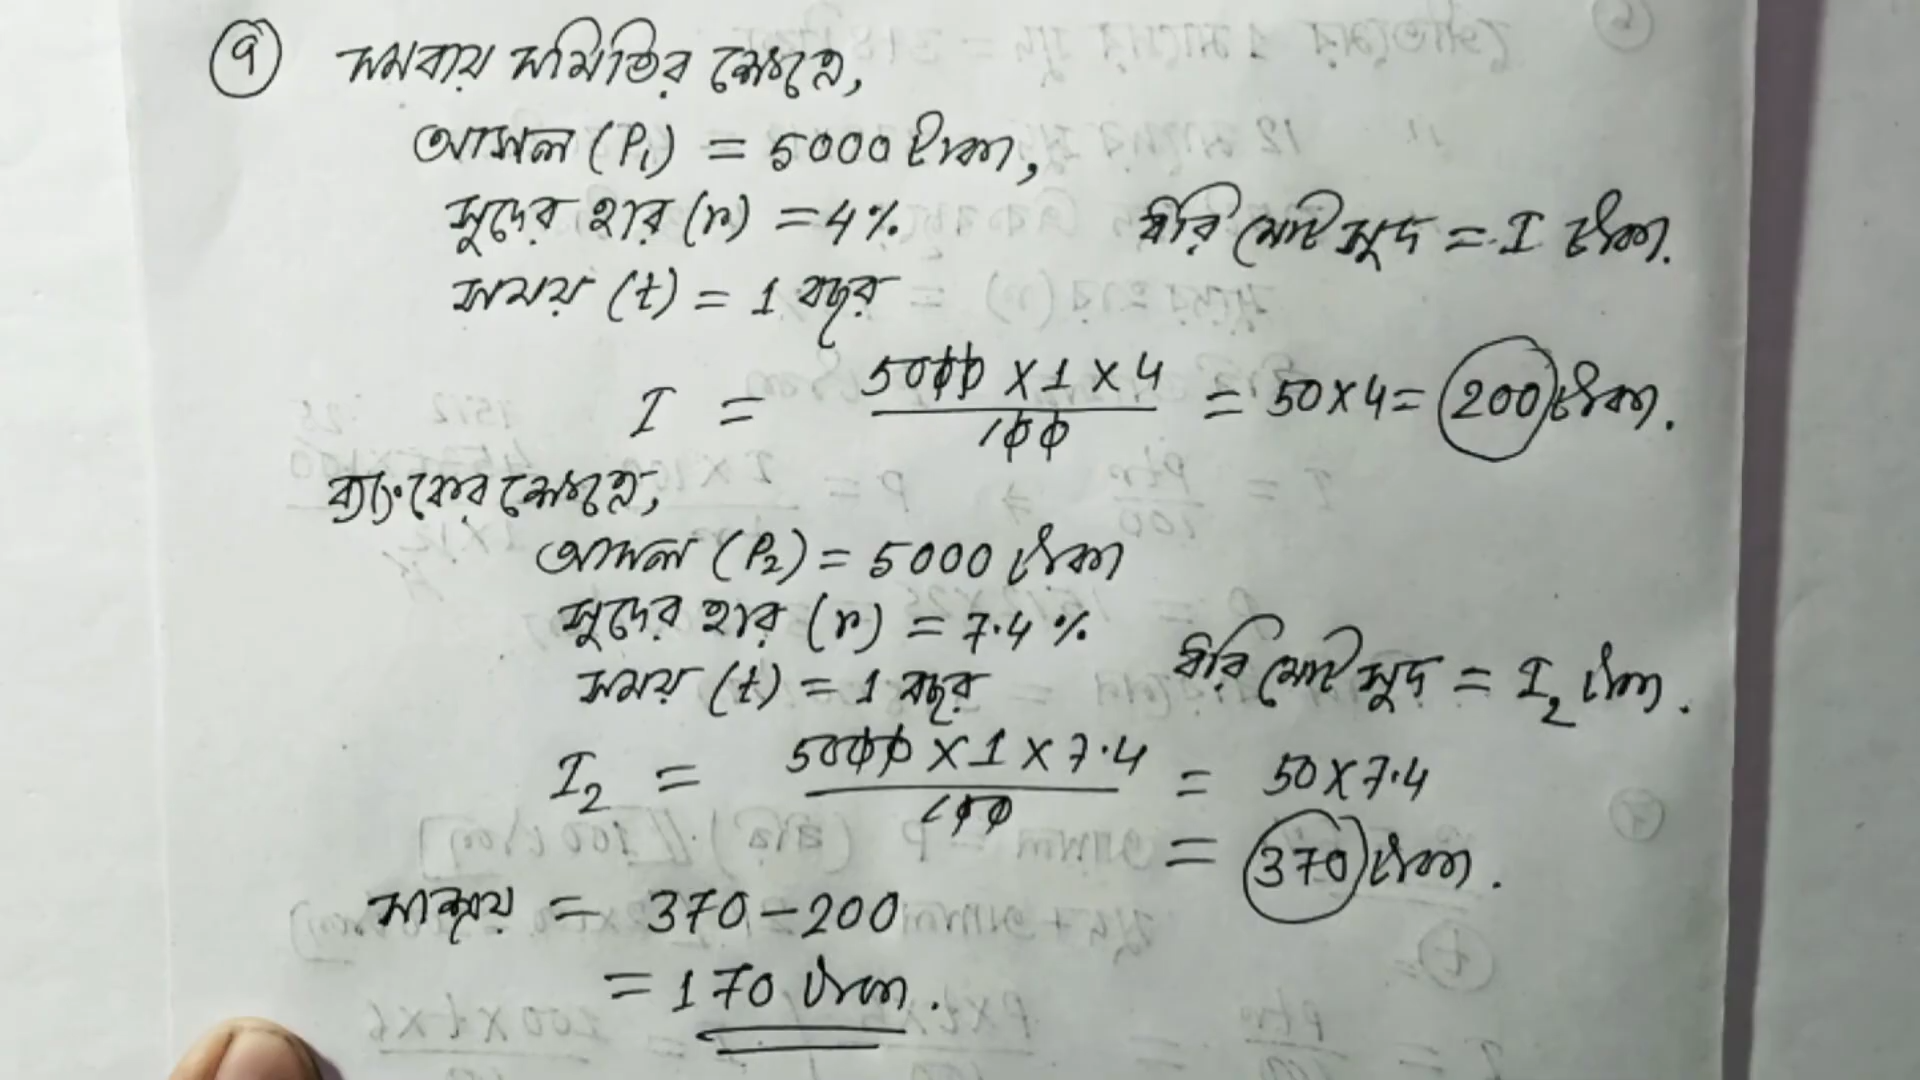 ৭ সমবায় সমিতির ক্ষেত্রে,
আসল (P₁) = 5000 টাকা,
সুদের হার (r) = 4%
ধরি মোট সুদ = I টাকা.
সময় (t) = 1 বছর
I = 5000 × 1 × 4 / 100 = 50 × 4 = 200 টাকা.
ব্যাংকের ক্ষেত্রে,
আসল (P₂) = 5000 টাকা
সুদের হার (r) = 7.4%
ধরি মোট সুদ = I₂ টাকা.
সময় (t) = 1 বছর
I₂ = 5000 × 1 × 7.4 / 100 = 50 × 7.4
= 370 টাকা.
সাশ্রয় = 370 – 200
= 170 টাকা.